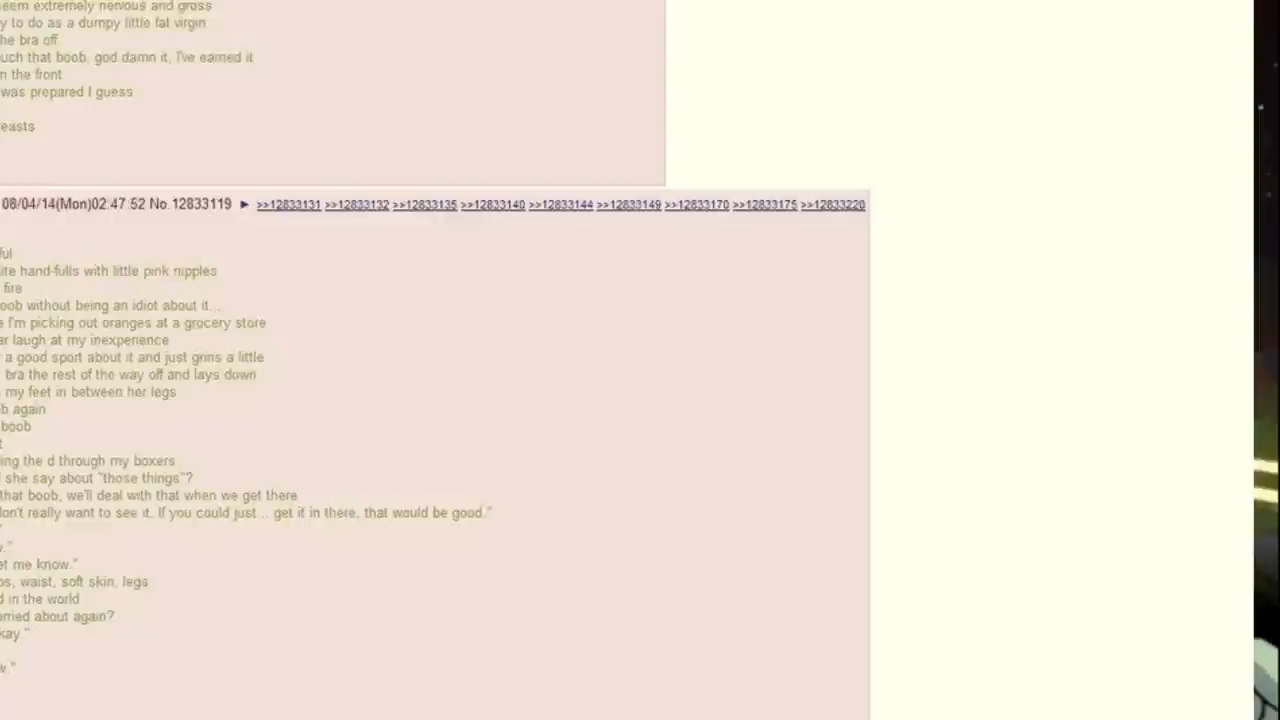 seem extremely nervous and gross
y to do as a dumpy little fat virgin
he bra off
uch that boob, god damn it, I've earned it
n the front
was prepared I guess
easts
08/04/14(Mon)02:47:52 No.12833119 ► >>12833131 >>12833132 >>12833135 >>12833140 >>12833144 >>12833149 >>12833170 >>12833175 >>12833220
ful
ite hand-fulls with little pink nipples
fire
oob without being an idiot about it...
e I'm picking out oranges at a grocery store
er laugh at my inexperience
a good sport about it and just grins a little
bra the rest of the way off and lays down
my feet in between her legs
b again
boob
t
ing the d through my boxers
she say about "those things"?
that boob, we'll deal with that when we get there
don't really want to see it. If you could just... get it in there, that would be good."
"
w."
et me know."
os, waist, soft skin, legs
d in the world
orried about again?
kay."
w."